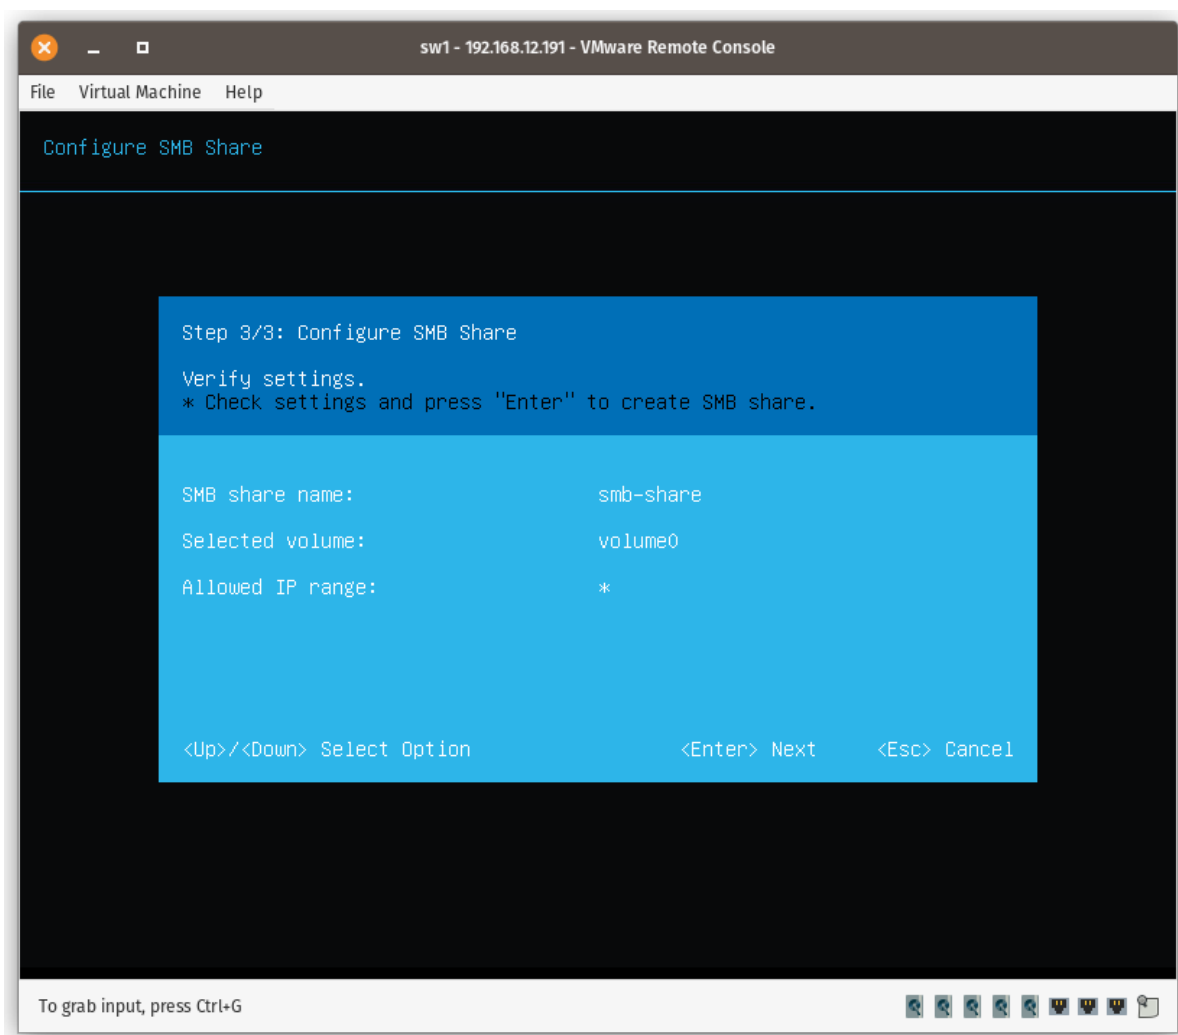 sw1 - 192.168.12.191 - VMware Remote Console
File Virtual Machine Help
Configure SMB Share
Step 3/3: Configure SMB Share
Verify settings.
* Check settings and press "Enter" to create SMB share.
SMB share name: smb-share
Selected volume: volume0
Allowed IP range: *
<Up>/<Down> Select Option <Enter> Next <Esc> Cancel
To grab input, press Ctrl+G